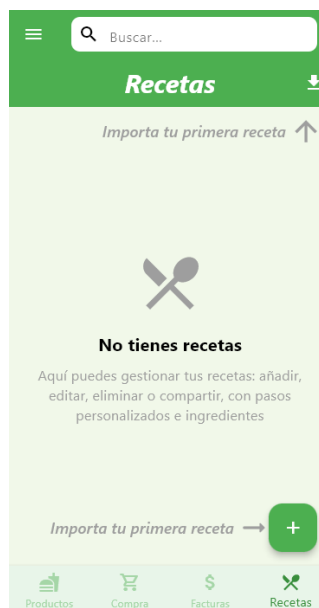 Buscar...
Recetas
Importa tu primera receta
No tienes recetas
Aquí puedes gestionar tus recetas: añadir,
editar, eliminar o compartir, con pasos
personalizados e ingredientes
Importa tu primera receta
Productos
Compra
Facturas
Recetas